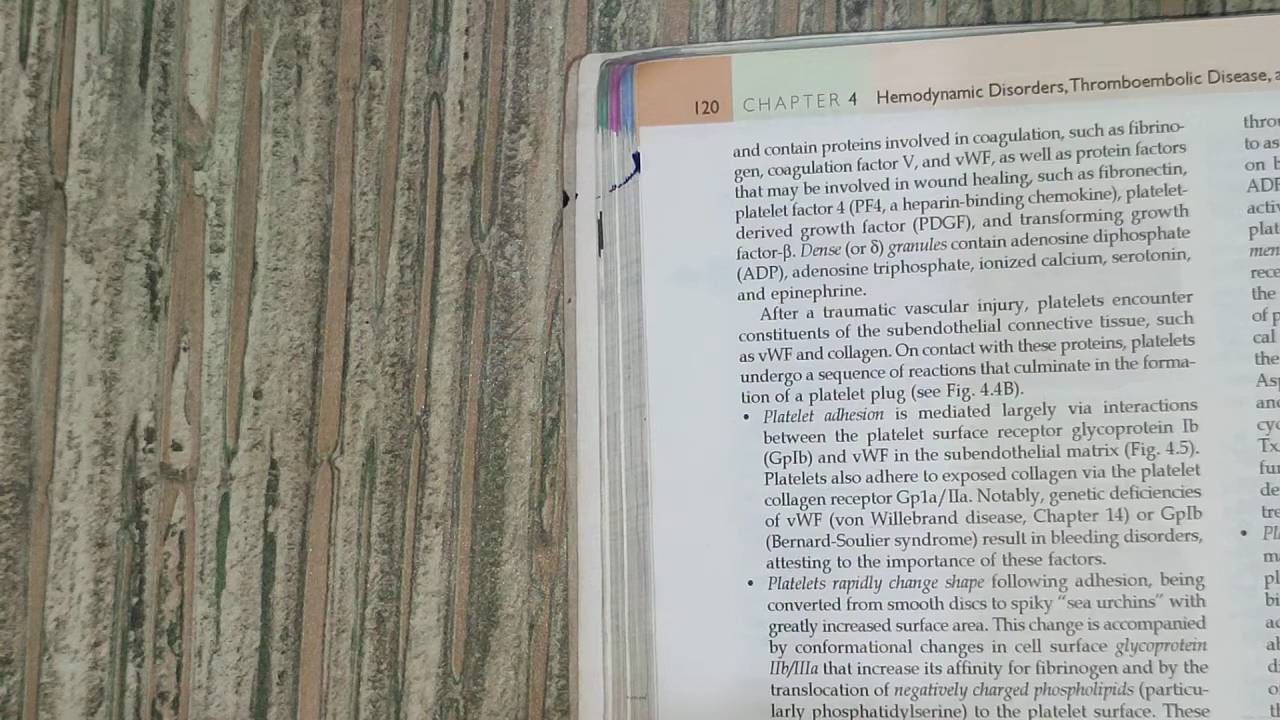 120 CHAPTER 4 Hemodynamic Disorders, Thromboembolic Disease,
and contain proteins involved in coagulation, such as fibrino-
gen, coagulation factor V, and vWF, as well as protein factors
that may be involved in wound healing, such as fibronectin,
platelet factor 4 (PF4, a heparin-binding chemokine), platelet-
derived growth factor (PDGF), and transforming growth
factor-β. Dense (or δ) granules contain adenosine diphosphate
(ADP), adenosine triphosphate, ionized calcium, serotonin,
and epinephrine.
After a traumatic vascular injury, platelets encounter
constituents of the subendothelial connective tissue, such
as vWF and collagen. On contact with these proteins, platelets
undergo a sequence of reactions that culminate in the forma-
tion of a platelet plug (see Fig. 4.4B).
• Platelet adhesion is mediated largely via interactions
between the platelet surface receptor glycoprotein Ib
(GpIb) and vWF in the subendothelial matrix (Fig. 4.5).
Platelets also adhere to exposed collagen via the platelet
collagen receptor Gp1a/IIa. Notably, genetic deficiencies
of vWF (von Willebrand disease, Chapter 14) or GpIb
(Bernard-Soulier syndrome) result in bleeding disorders,
attesting to the importance of these factors.
• Platelets rapidly change shape following adhesion, being
converted from smooth discs to spiky “sea urchins” with
greatly increased surface area. This change is accompanied
by conformational changes in cell surface glycoprotein
IIb/IIIa that increase its affinity for fibrinogen and by the
translocation of negatively charged phospholipids (particu-
larly phosphatidylserine) to the platelet surface. These
to as
on
the
of
cal
the